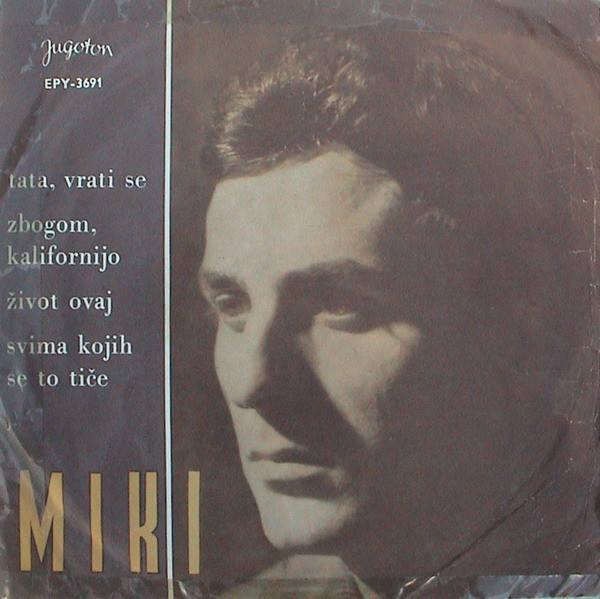 Jugoton
EPY-3691
tata, vrati se
zbogom,
kalifornijo
život ovaj
svima kojih
se to tiče
MIKI